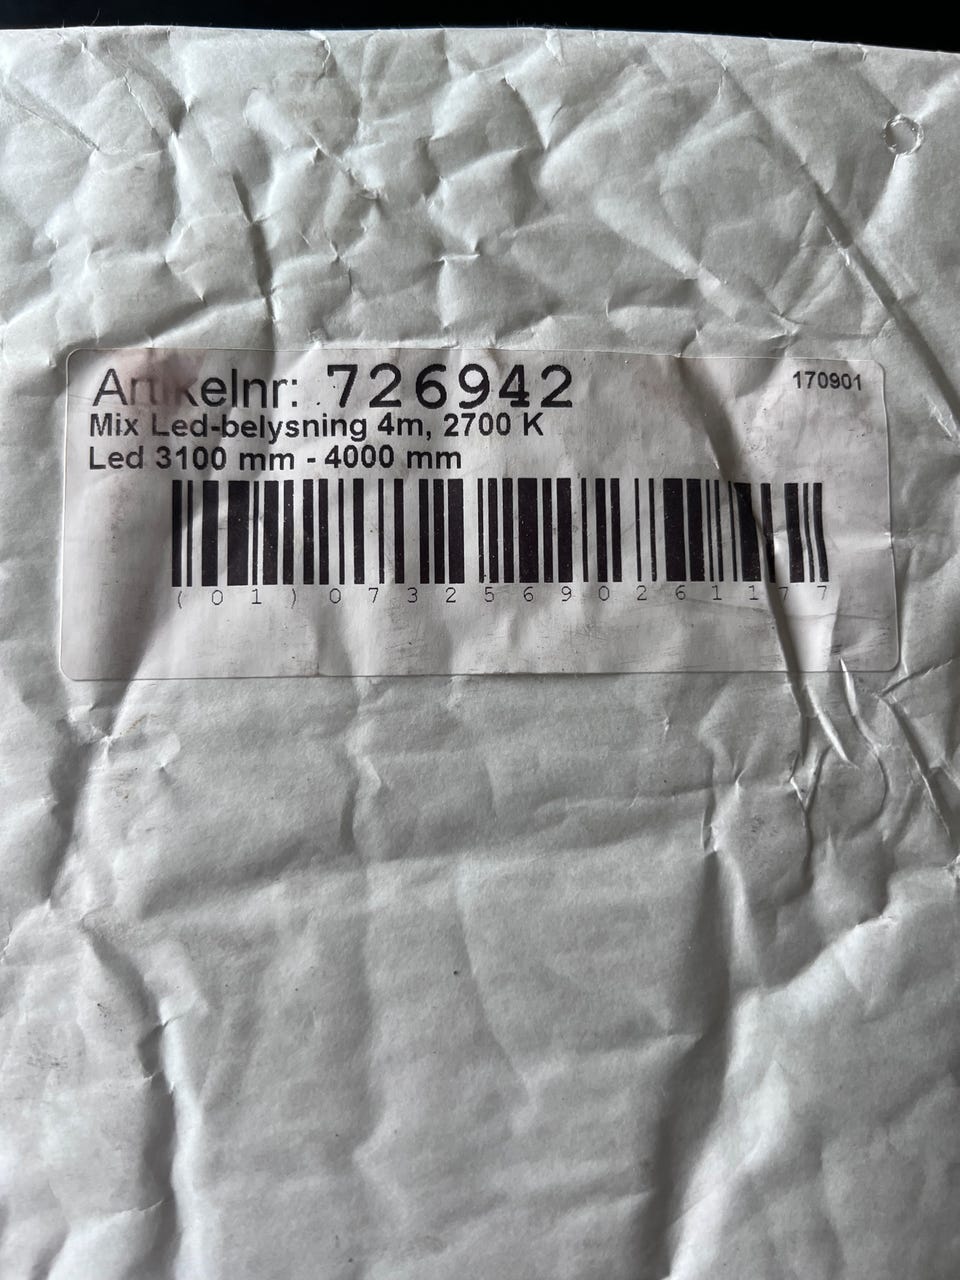 Artikelnr: 726942
170901
Mix Led-belysning 4m, 2700 K
Led 3100 mm - 4000 mm
(01)07325690261177